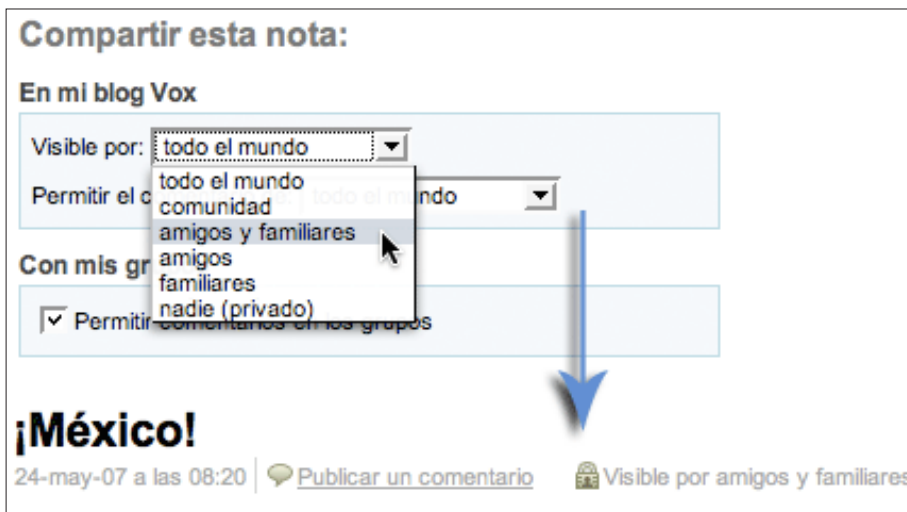 Compartir esta nota:
En mi blog Vox
Visible por: todo el mundo
todo el mundo
comunidad
Permitir el todo el mundo
amigos y familiares
amigos
Con mis
familiares
nadie (privado)
Permitir comentarios en los grupos
¡México!
24-may-07 a las 08:20 Publicar un comentario Visible por amigos y familiares